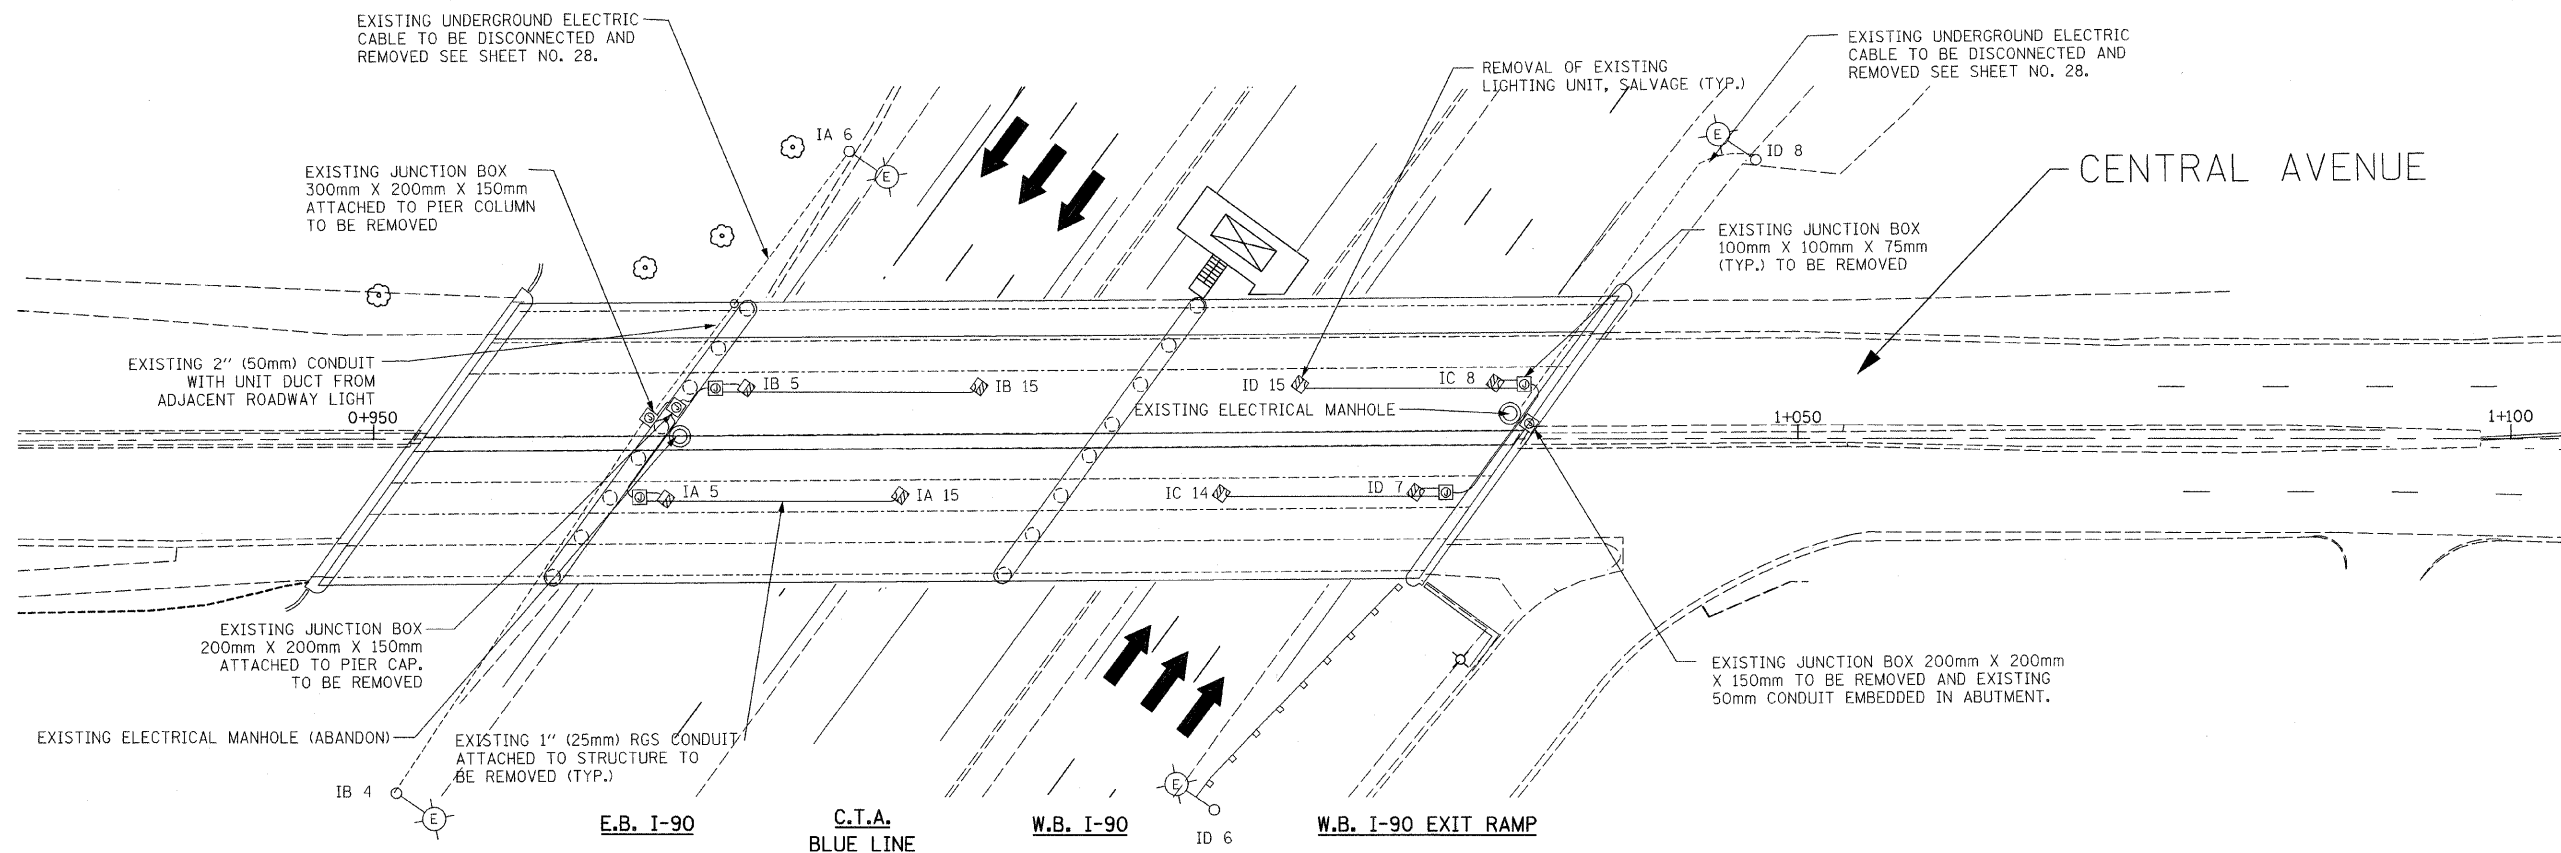 EXISTING UNDERGROUND ELECTRIC
CABLE TO BE DISCONNECTED AND
REMOVED SEE SHEET NO. 28.
EXISTING UNDERGROUND ELECTRIC
CABLE TO BE DISCONNECTED AND
REMOVED SEE SHEET NO. 28.
REMOVAL OF EXISTING
LIGHTING UNIT, SALVAGE (TYP.)
IA 6
E
E
ID 8
CENTRAL AVENUE
EXISTING JUNCTION BOX
300mm X 200mm X 150mm
ATTACHED TO PIER COLUMN
TO BE REMOVED
EXISTING JUNCTION BOX
100mm X 100mm X 75mm
(TYP.) TO BE REMOVED
EXISTING 2" (50mm) CONDUIT
WITH UNIT DUCT FROM
ADJACENT ROADWAY LIGHT
J
IB 5
IB 15
ID 15
IC 8
J
J
J
EXISTING ELECTRICAL MANHOLE
J
0+950
1+050
1+100
J
IA 5
IA 15
IC 14
ID 7
J
EXISTING JUNCTION BOX
200mm X 200mm X 150mm
ATTACHED TO PIER CAP.
TO BE REMOVED
EXISTING JUNCTION BOX 200mm X 200mm
X 150mm TO BE REMOVED AND EXISTING
50mm CONDUIT EMBEDDED IN ABUTMENT.
EXISTING ELECTRICAL MANHOLE (ABANDON)
EXISTING 1" (25mm) RGS CONDUIT
ATTACHED TO STRUCTURE TO
BE REMOVED (TYP.)
IB 4
E
E
ID 6
E.B. I-90
C.T.A.
BLUE LINE
W.B. I-90
W.B. I-90 EXIT RAMP